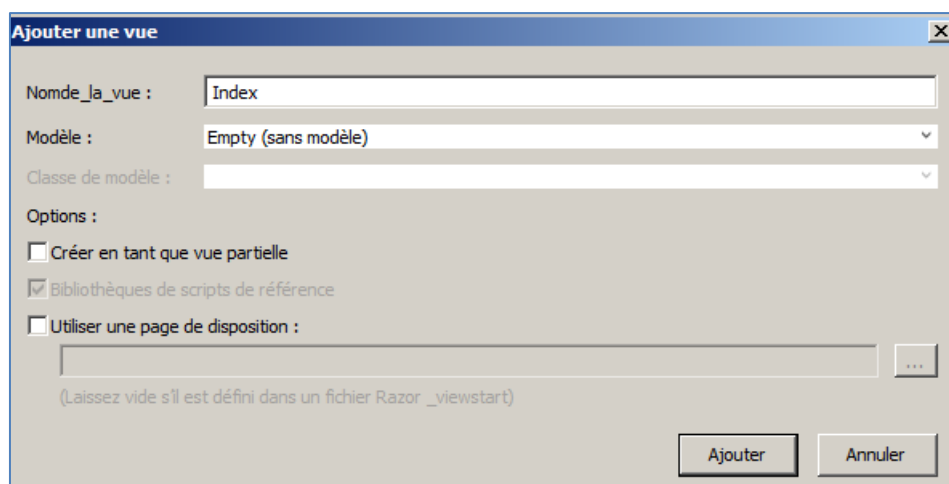 Ajouter une vue
Nomde_la_vue : Index
Modèle : Empty (sans modèle)
Classe de modèle :
Options :
Créer en tant que vue partielle
Bibliothèques de scripts de référence
Utiliser une page de disposition :
...
(Laissez vide s'il est défini dans un fichier Razor _viewstart)
Ajouter Annuler